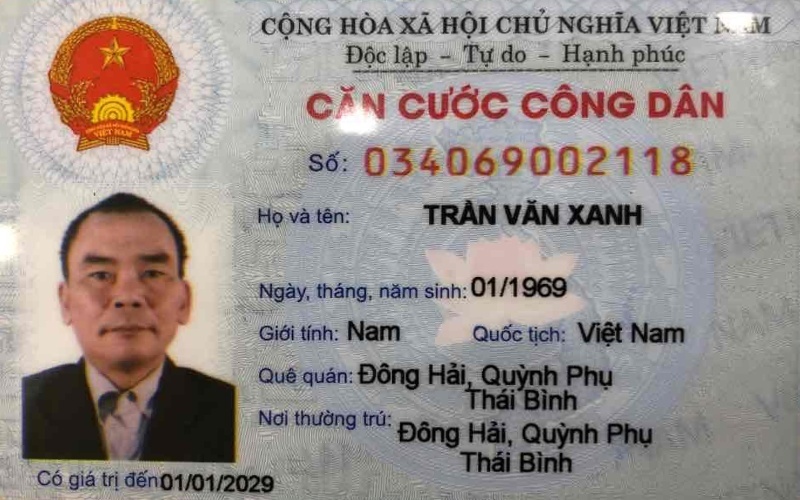 CỘNG HÒA XÃ HỘI CHỦ NGHĨA VIỆT NAM
Độc lập - Tự do - Hạnh phúc
CĂN CƯỚC CÔNG DÂN
Số: 034069002118
Họ và tên: TRẦN VĂN XANH
Ngày, tháng, năm sinh: 01/1969
Giới tính: Nam Quốc tịch: Việt Nam
Quê quán: Đông Hải, Quỳnh Phụ
Thái Bình
Nơi thường trú: Đông Hải, Quỳnh Phụ
Thái Bình
Có giá trị đến 01/01/2029
VIỆT NAM